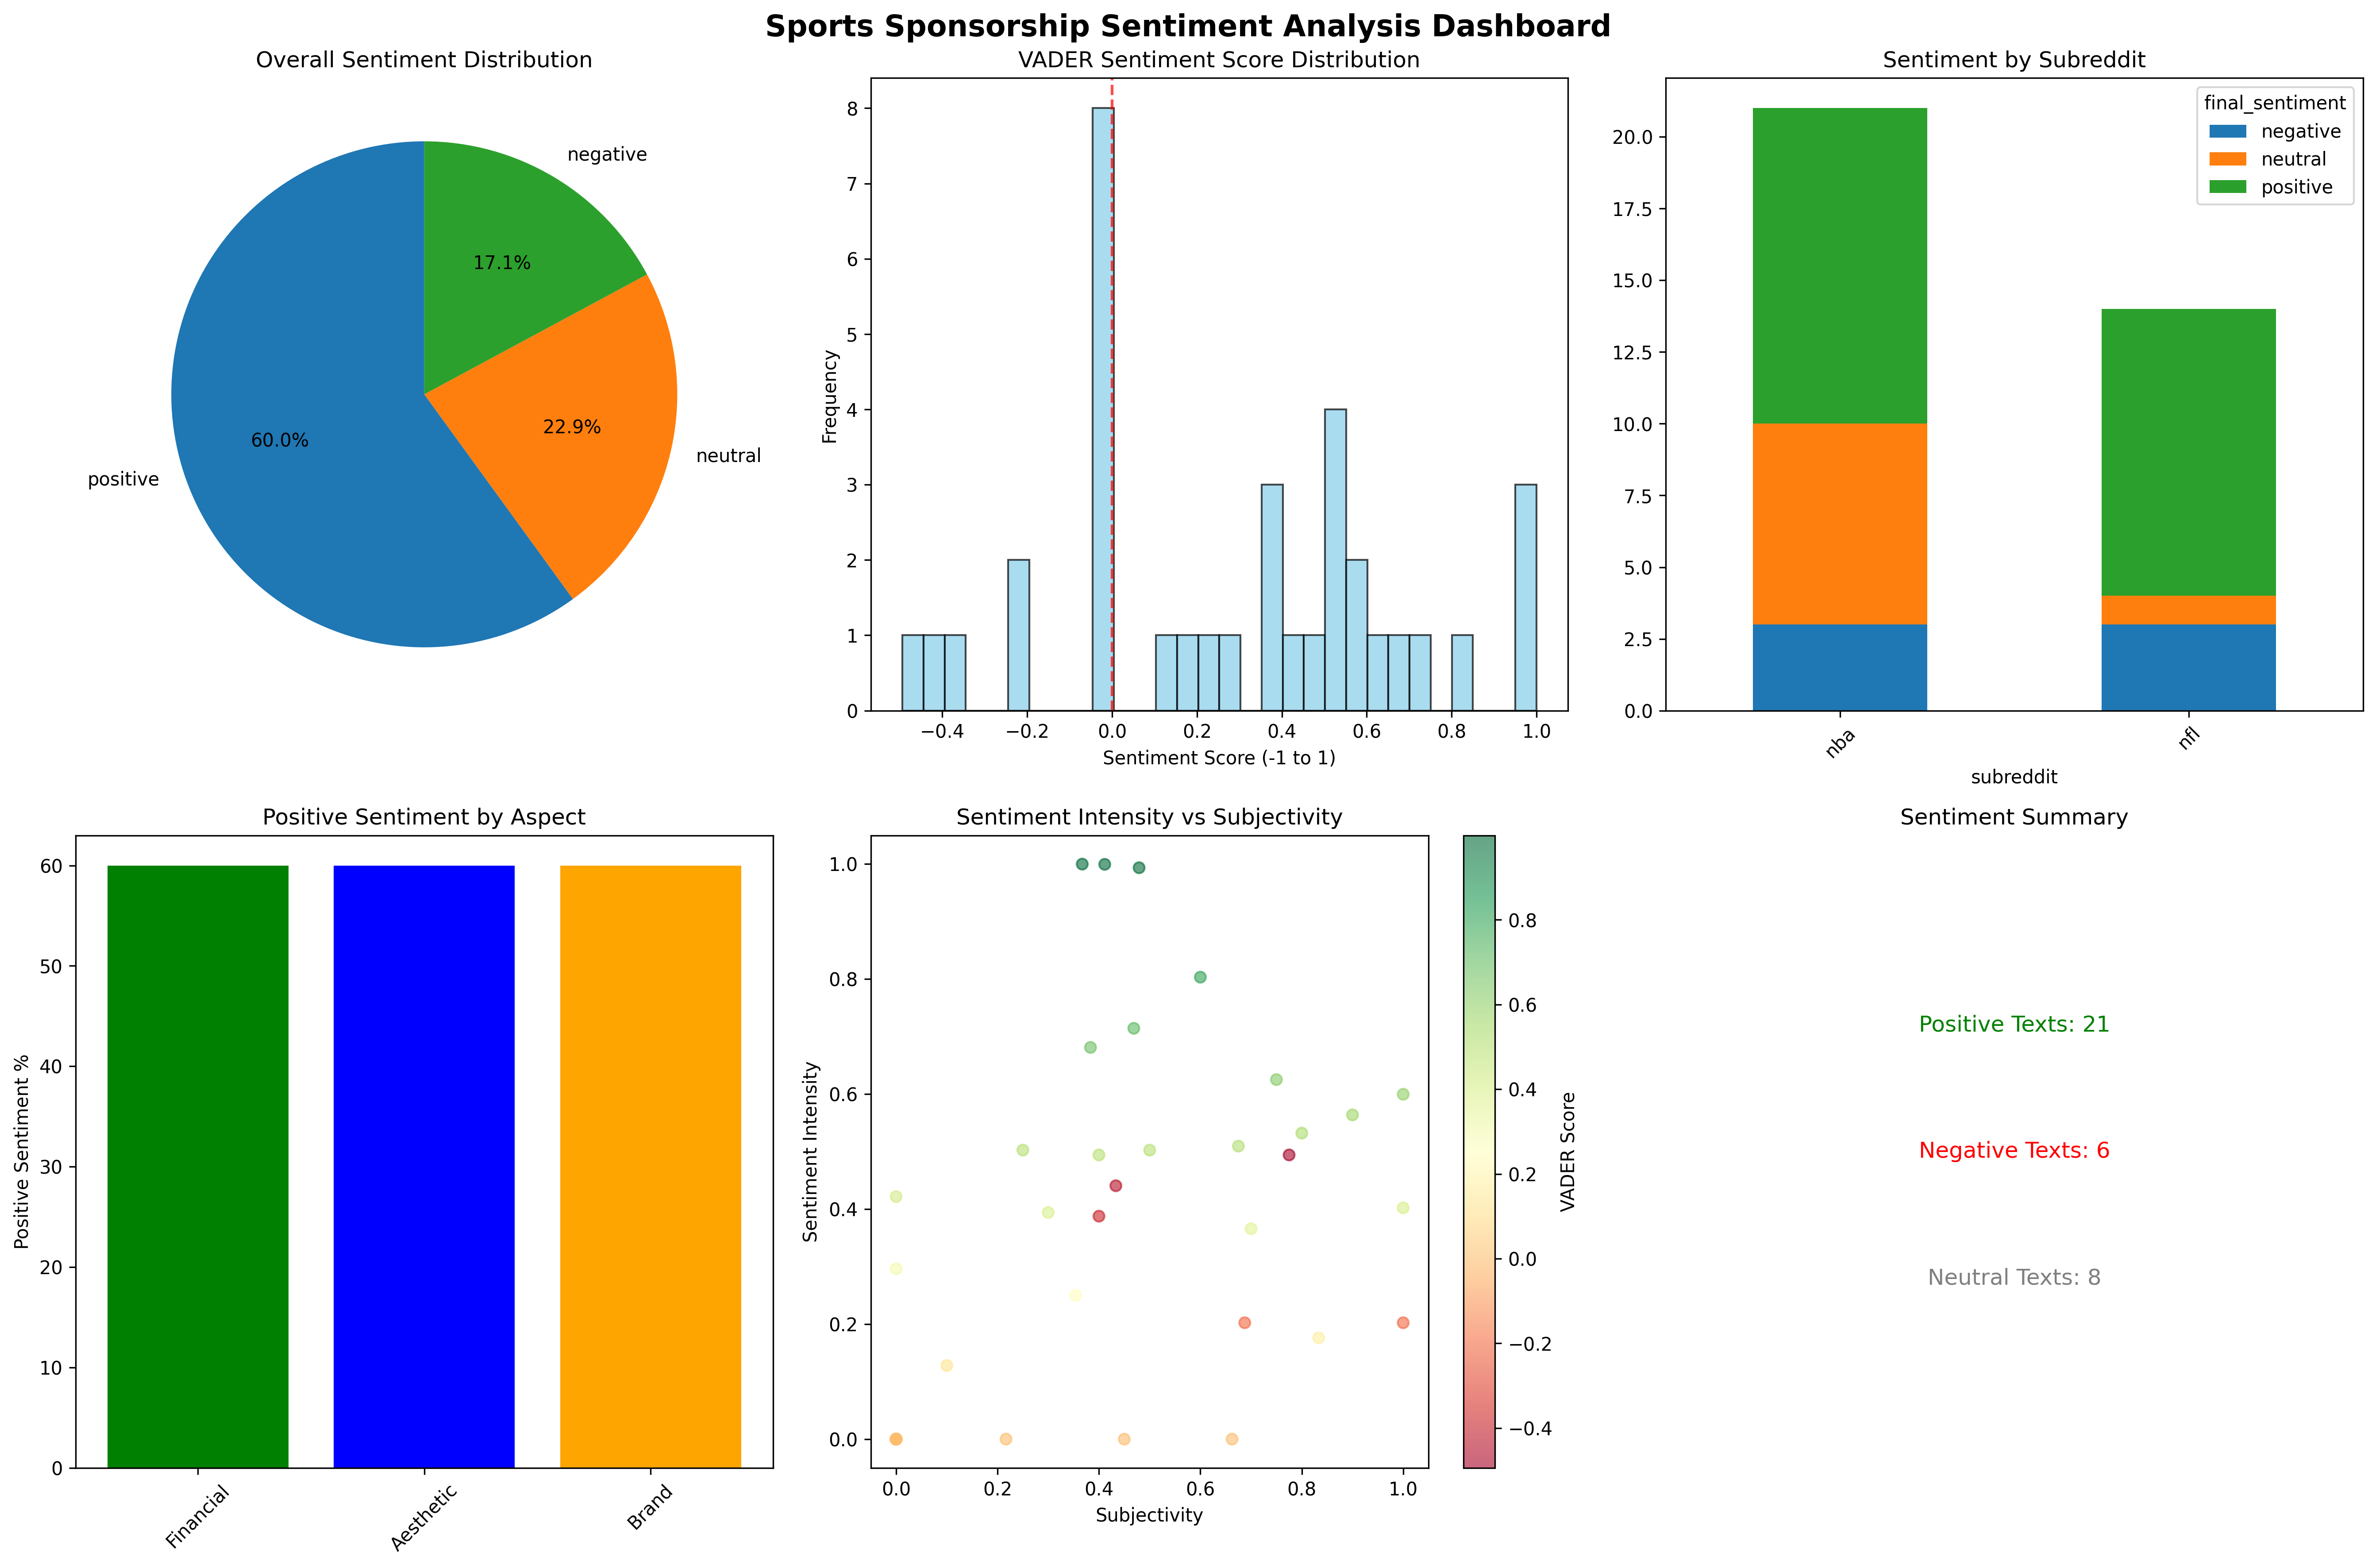 Sports Sponsorship Sentiment Analysis Dashboard
Overall Sentiment Distribution
negative
17.1%
22.9%
neutral
60.0%
positive
VADER Sentiment Score Distribution
Frequency
8
7
6
5
4
3
2
1
0
−0.4 −0.2 0.0 0.2 0.4 0.6 0.8 1.0
Sentiment Score (-1 to 1)
Sentiment by Subreddit
final_sentiment
negative
neutral
positive
20.0
17.5
15.0
12.5
10.0
7.5
5.0
2.5
0.0
nba nfl
subreddit
Positive Sentiment by Aspect
Positive Sentiment %
60
50
40
30
20
10
0
Financial Aesthetic Brand
Sentiment Intensity vs Subjectivity
Sentiment Intensity
1.0
0.8
0.6
0.4
0.2
0.0
0.0 0.2 0.4 0.6 0.8 1.0
Subjectivity
0.8
0.6
0.4
0.2
0.0
−0.2
−0.4
VADER Score
Sentiment Summary
Positive Texts: 21
Negative Texts: 6
Neutral Texts: 8